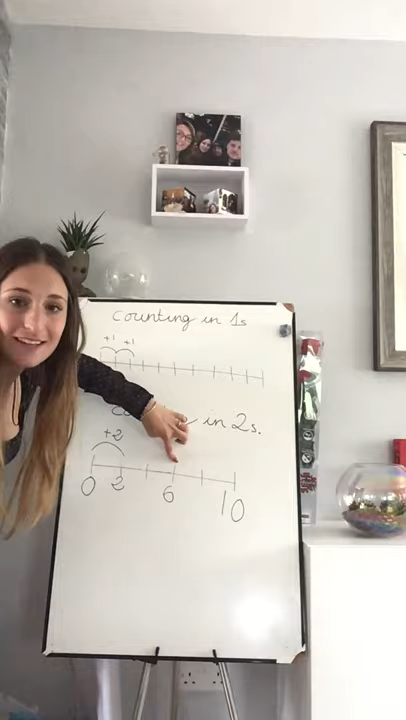 counting in 1s
+1 +1
in 2s.
+2
0 2 6 10